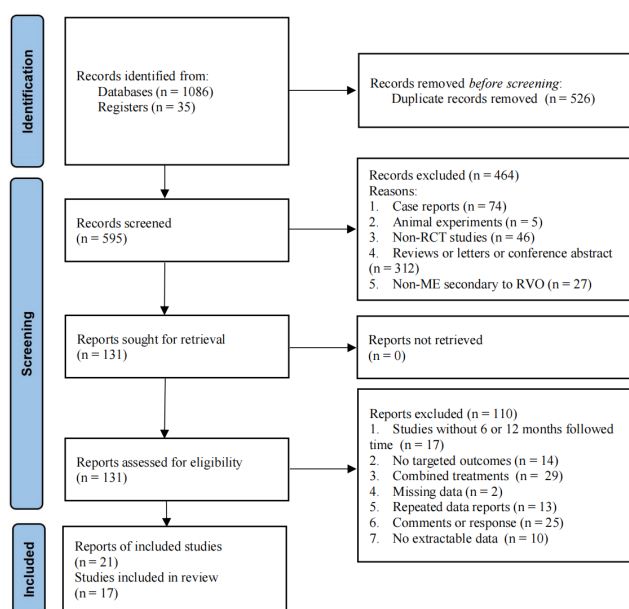 Identification
Records identified from:
Databases (n = 1086)
Registers (n = 35)
Records removed before screening:
Duplicate records removed (n = 526)
Screening
Records screened
(n = 595)
Records excluded (n = 464)
Reasons:
1. Case reports (n = 74)
2. Animal experiments (n = 5)
3. Non-RCT studies (n = 46)
4. Reviews or letters or conference abstract
(n = 312)
5. Non-ME secondary to RVO (n = 27)
Reports sought for retrieval
(n = 131)
Reports not retrieved
(n = 0)
Reports assessed for eligibility
(n = 131)
Reports excluded (n = 110)
1. Studies without 6 or 12 months followed
time (n = 17)
2. No targeted outcomes (n = 14)
3. Combined treatments (n = 29)
4. Missing data (n = 2)
5. Repeated data reports (n = 13)
6. Comments or response (n = 25)
7. No extractable data (n = 10)
Included
Reports of included studies
(n = 21)
Studies included in review
(n = 17)